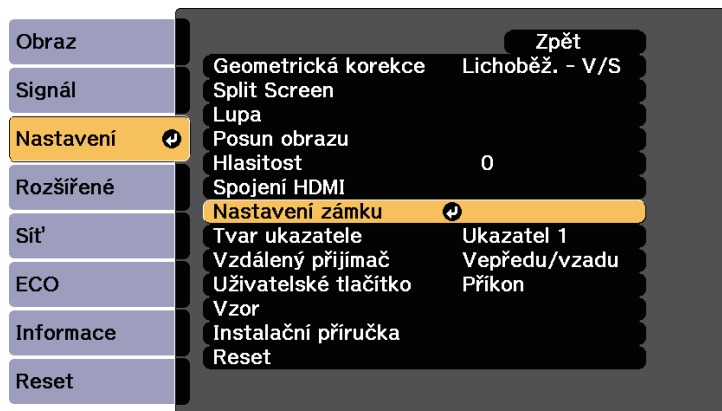 Obraz
Signál
Nastavení
Rozšířené
Síť
ECO
Informace
Reset
Zpět
Geometrická korekce Lichoběž. - V/S
Split Screen
Lupa
Posun obrazu
Hlasitost 0
Spojení HDMI
Nastavení zámku
Tvar ukazatele Ukazatel 1
Vzdálený přijímač Vepředu/vzadu
Uživatelské tlačítko Příkon
Vzor
Instalační příručka
Reset